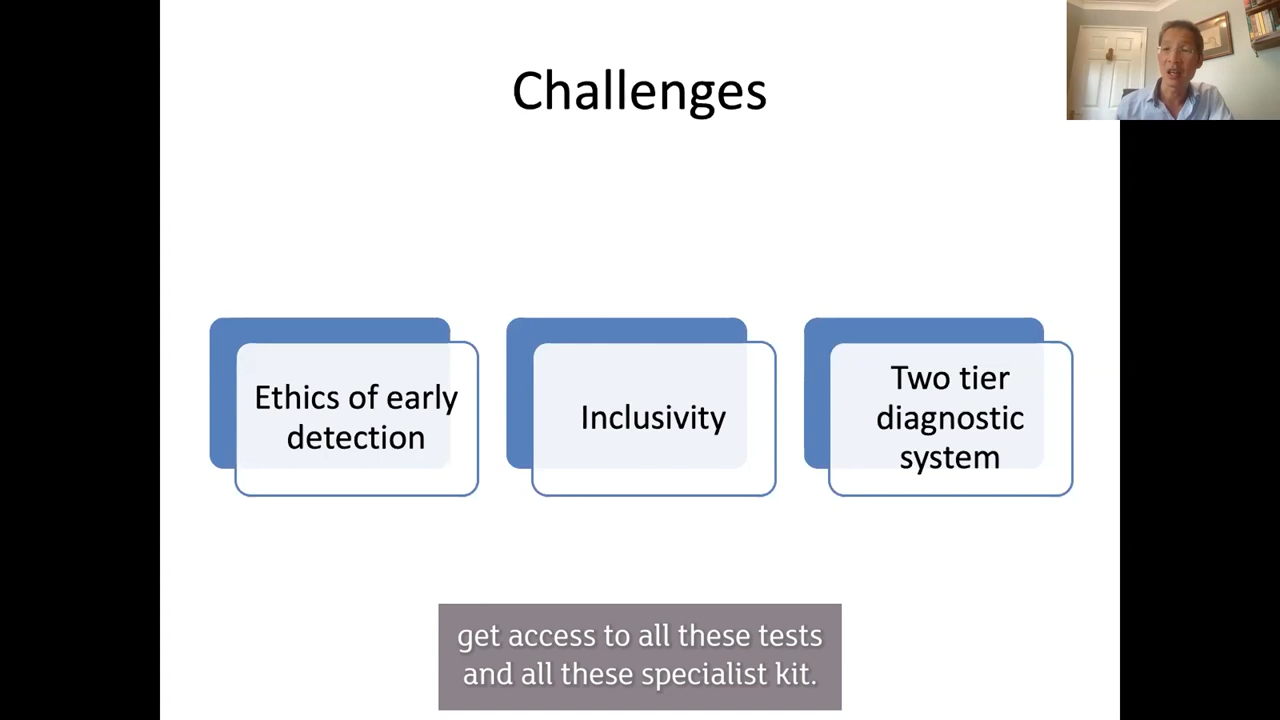 Challenges
Ethics of early
detection
Inclusivity
Two tier
diagnostic
system
get access to all these tests
and all these specialist kit.